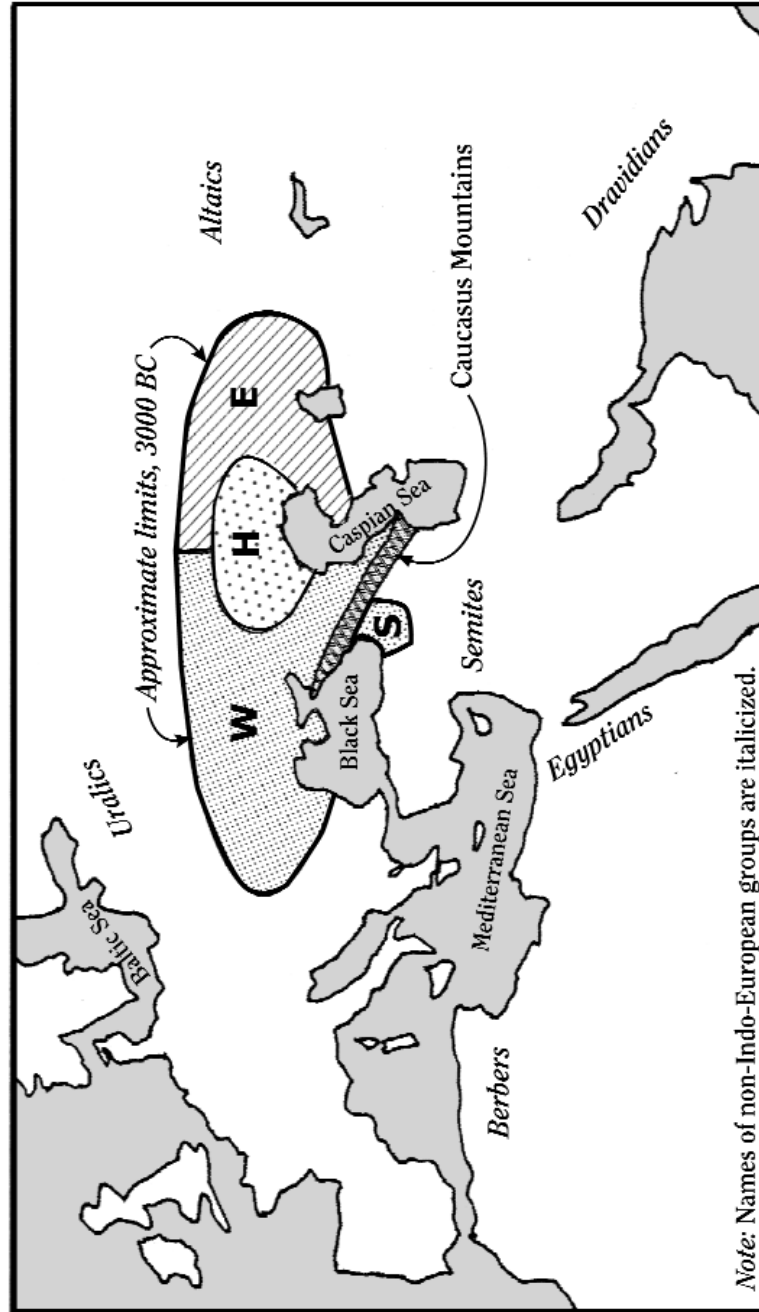 Approximate limits, 3000 BC
Uralics
Altaics
Baltic Sea
W
H
E
Black Sea
Caspian Sea
S
Caucasus Mountains
Semites
Mediterranean Sea
Berbers
Egyptians
Dravidians
Note: Names of non-Indo-European groups are italicized.